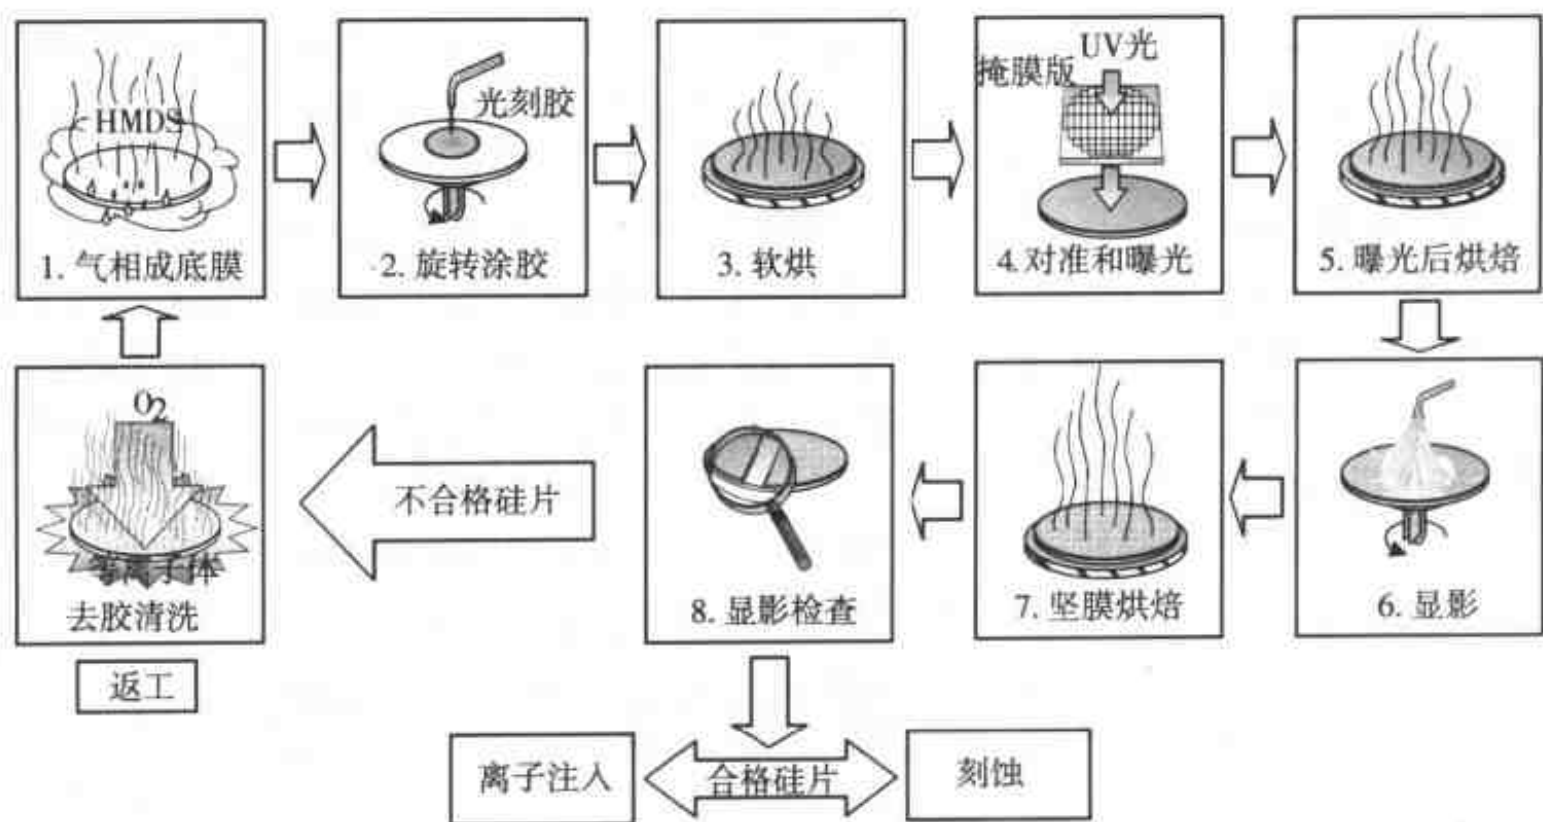 HMDS
1. 气相成底膜
光刻胶
2. 旋转涂胶
3. 软烘
UV光
掩膜版
4.对准和曝光
5. 曝光后烘焙
O2
等离子体
去胶清洗
返工
不合格硅片
8. 显影检查
7. 坚膜烘焙
6. 显影
离子注入
合格硅片
刻蚀